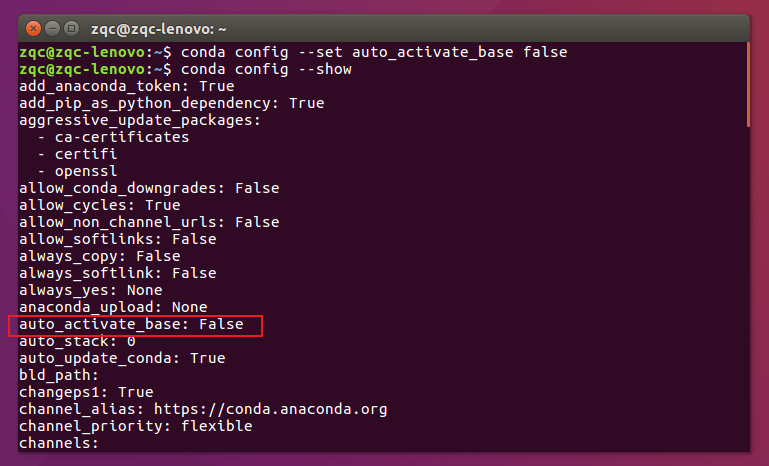 zqc@zqc-lenovo: ~
zqc@zqc-lenovo:~$ conda config --set auto_activate_base false
zqc@zqc-lenovo:~$ conda config --show
add_anaconda_token: True
add_pip_as_python_dependency: True
aggressive_update_packages:
  - ca-certificates
  - certifi
  - openssl
allow_conda_downgrades: False
allow_cycles: True
allow_non_channel_urls: False
allow_softlinks: False
always_copy: False
always_softlink: False
always_yes: None
anaconda_upload: None
auto_activate_base: False
auto_stack: 0
auto_update_conda: True
bld_path:
changeps1: True
channel_alias: https://conda.anaconda.org
channel_priority: flexible
channels: